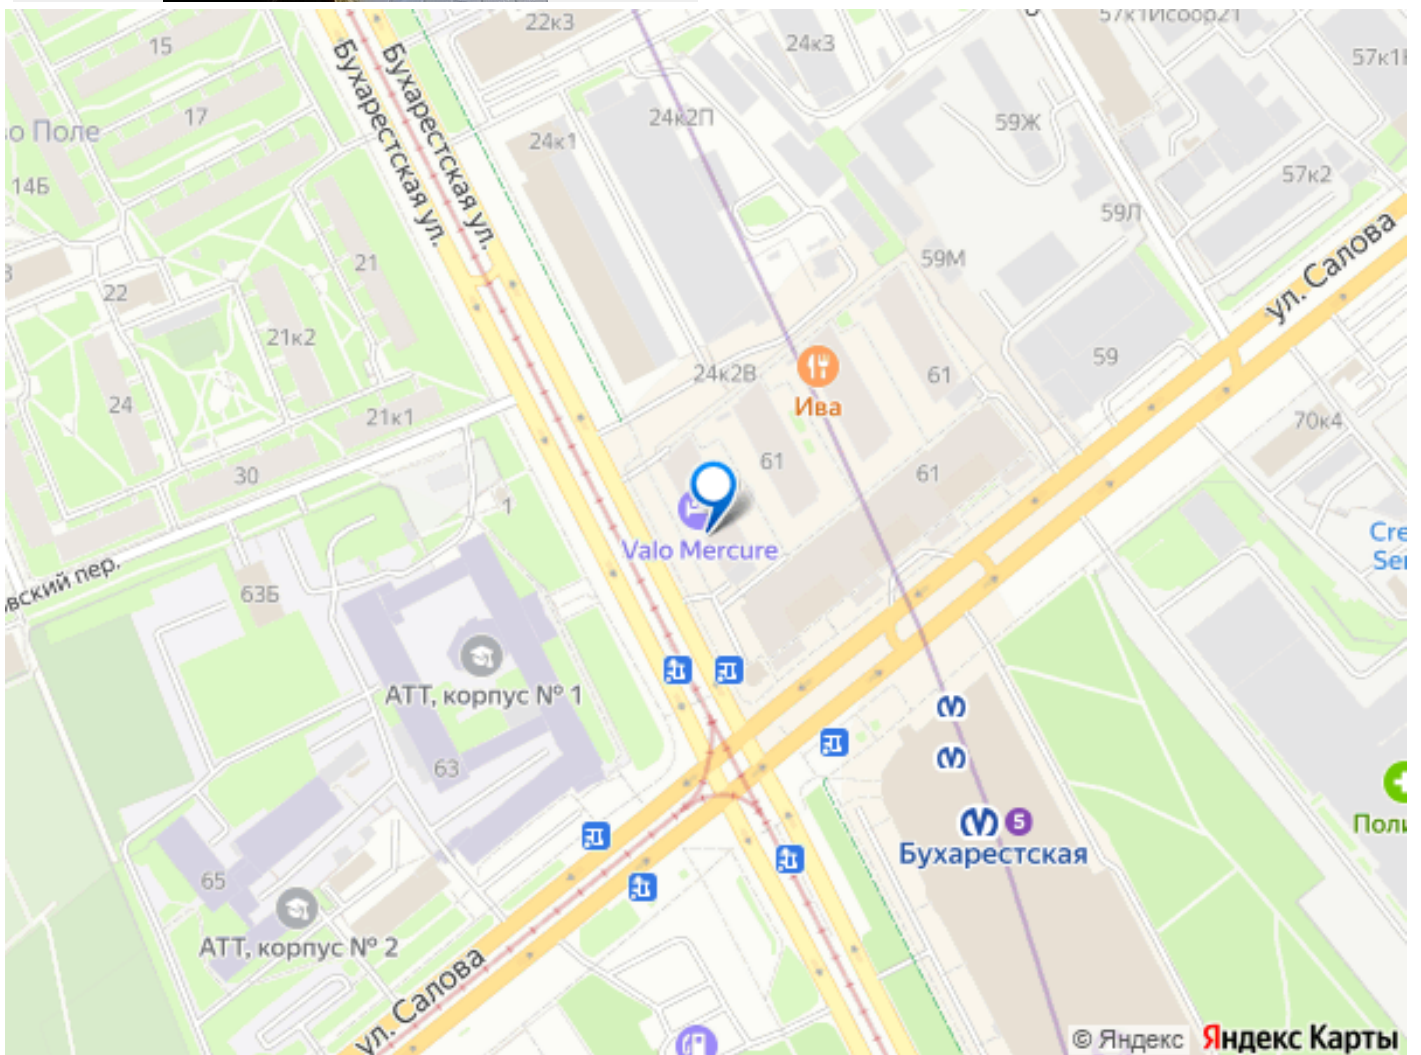 22к3
15
24к3
57к1
Бухарестская ул.
Бухарестская ул.
17
24к2П
59Ж
о Поле
24к1
14Б
57к2
59Л
21
59М
ул. Салова
22
21к2
59
24к2В
61
24
Ива
21к1
70к4
30
61
61
1
Valo Mercure
вский пер.
63Б
АТТ, корпус № 1
63
5
Бухарестская
65
АТТ, корпус № 2
ул. Салова
© Яндекс Яндекс Карты